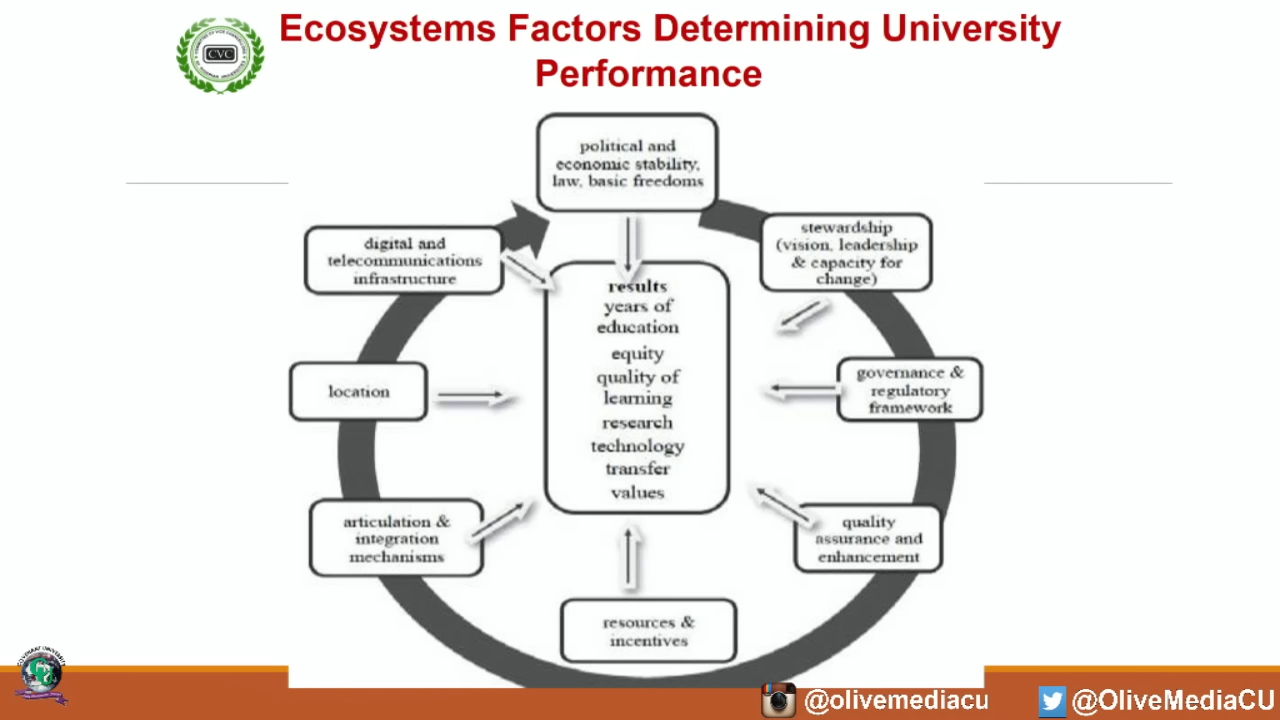 Ecosystems Factors Determining University
Performance
CVC
political and
economic stability,
law, basic freedoms
stewardship
(vision, leadership
& capacity for
change)
governance &
regulatory
framework
quality
assurance and
enhancement
resources &
incentives
articulation &
integration
mechanisms
location
digital and
telecommunications
infrastructure
results
years of
education
equity
quality of
learning
research
technology
transfer
values
@olivemediacu
@OliveMediaCU